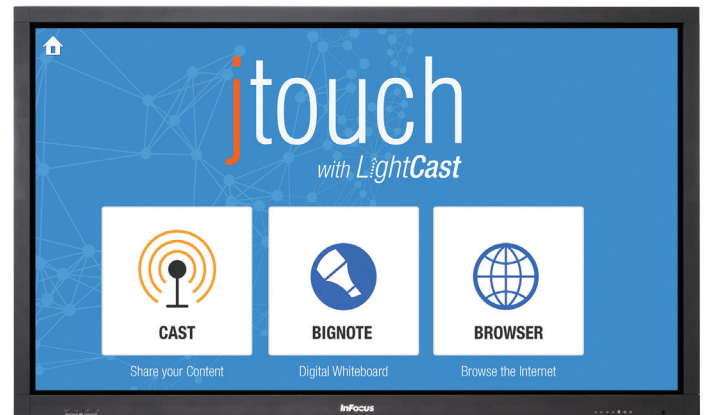 jtouch
with LightCast
CAST
BIGNOTE
BROWSER
Share your Content
Digital Whiteboard
Browse the Internet
InFocus